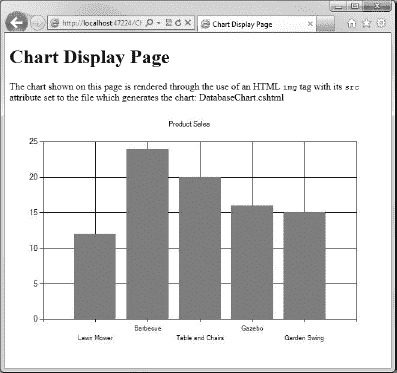 http://localhost:47224/Cl
Chart Display Page
Chart Display Page
The chart shown on this page is rendered through the use of an HTML img tag with its src
attribute set to the file which generates the chart: DatabaseChart.cshtml
Product Sales
25
20
15
10
5
0
Lawn Mower
Barbecue
Table and Chairs
Gazebo
Garden Swing